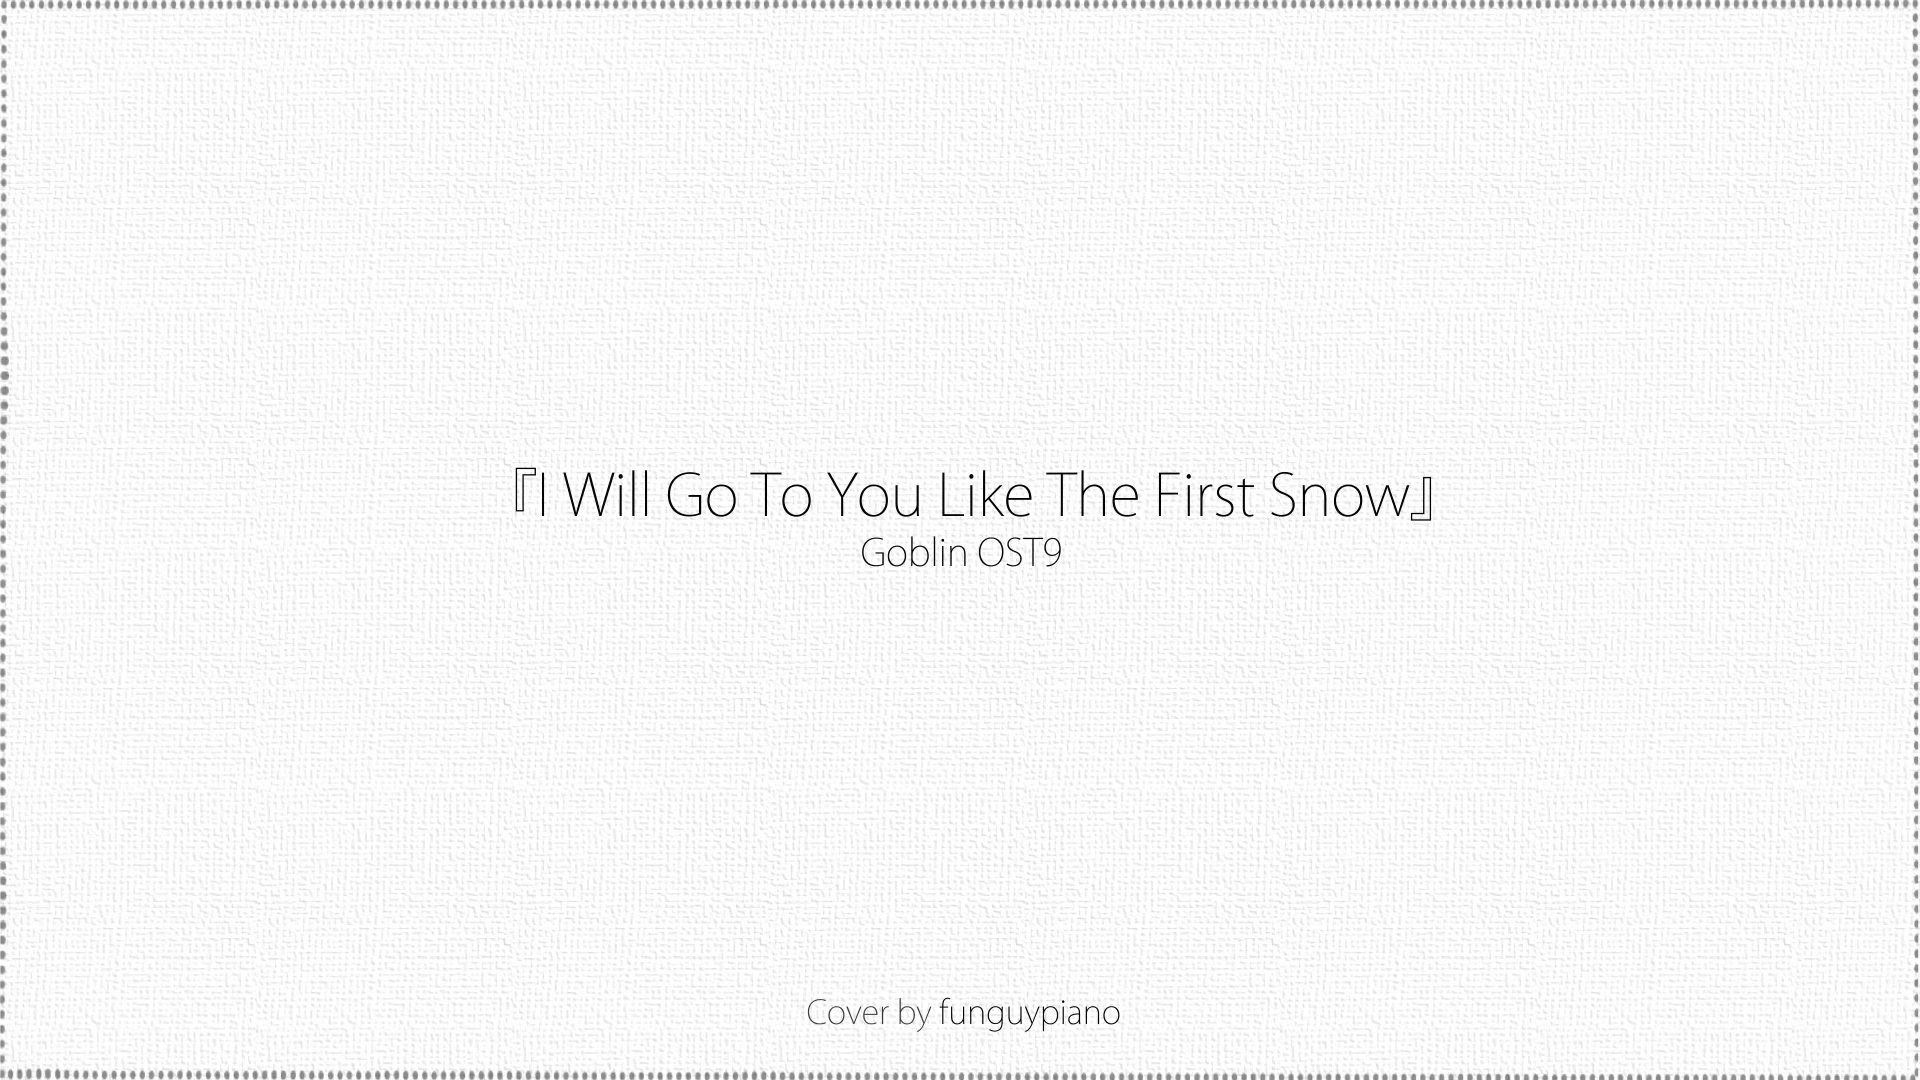 『I Will Go To You Like The First Snow』
Goblin OST9
Cover by funguypiano